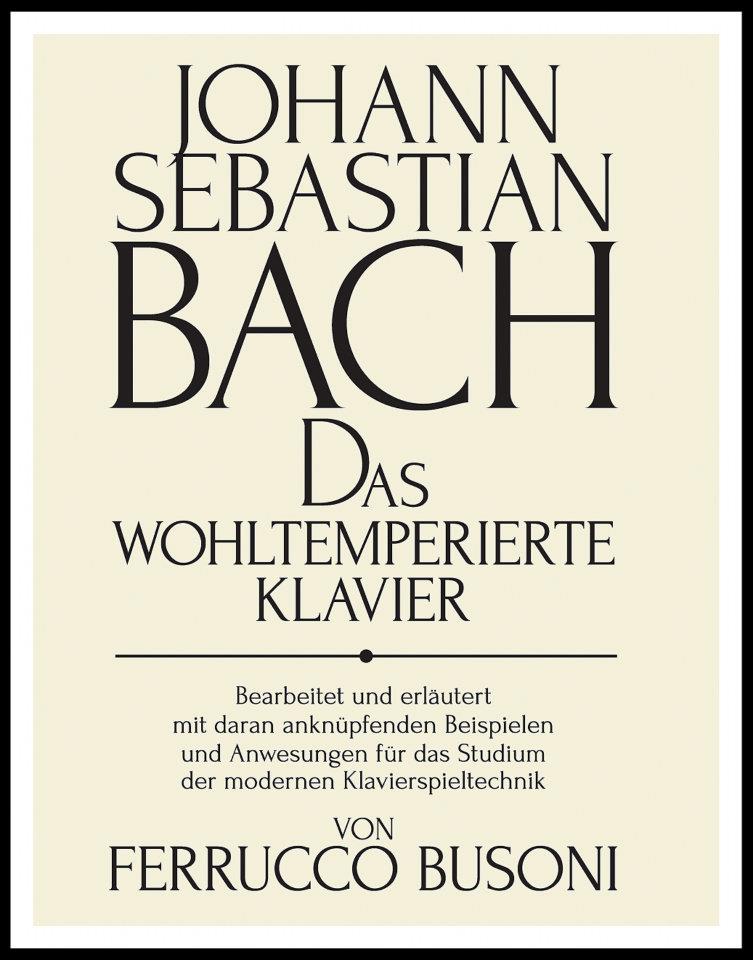 JOHANN
SEBASTIAN
BACH
DAS
WOHLTEMPERIERTE
KLAVIER
Bearbeitet und erläutert
mit daran anknüpfenden Beispielen
und Anwesungen für das Studium
der modernen Klavierspieltechnik
VON
FERRUCCO BUSONI